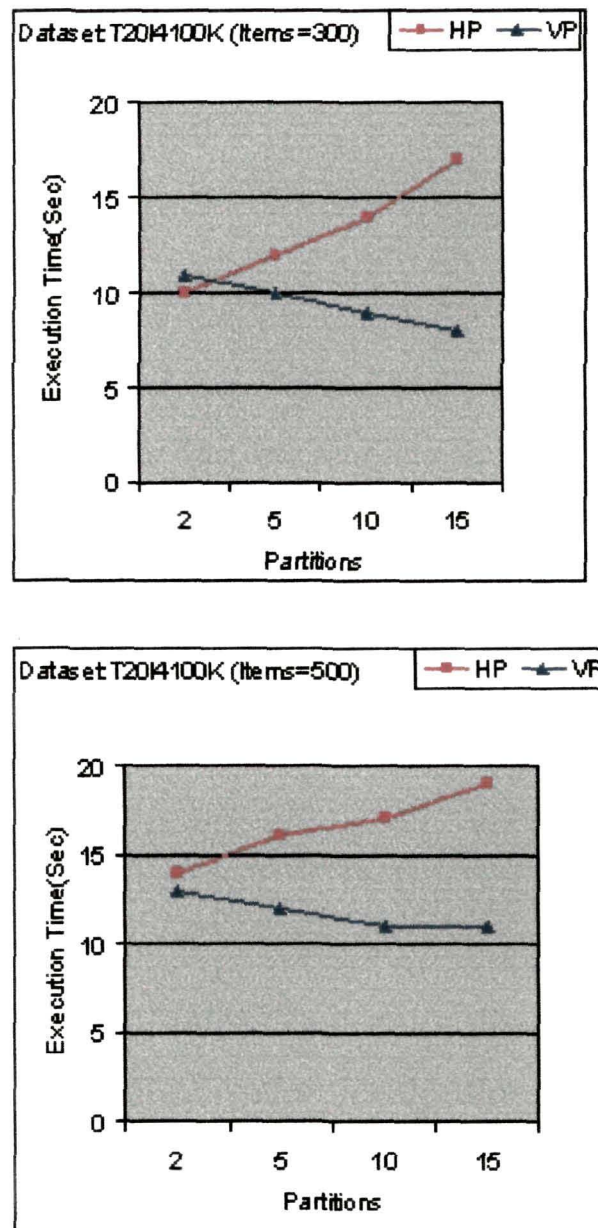 Dataset T20I4100K (Items=300) HP VP
20
15
10
5
0
Execution Time(Sec)
2 5 10 15
Partitions
Dataset T20I4100K (Items=500) HP VP
20
15
10
5
0
Execution Time(Sec)
2 5 10 15
Partitions